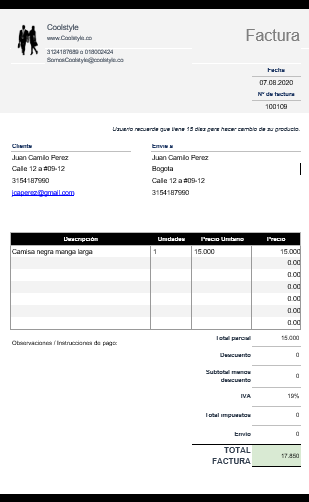 Coolstyle
www.Coolstyle.co
3124187689 o 018002424
SomosCoolstyle@coolstyle.co
Factura
Fecha
07.08.2020
Nº de factura
100109
Usuario recuerda que tiene 15 dias para hacer cambio de su producto.
Cliente
Juan Camilo Perez
Calle 12 a #09-12
3154187990
jcaperez@gmail.com
Envie a
Juan Camilo Perez
Bogota
Calle 12 a #09-12
3154187990
Descripción Unidades Precio Unitario Precio
Camisa negra manga larga 1 15.000 15.000
0.00
0.00
0.00
0.00
0.00
0.00
Observaciones / Instrucciones de pago:
Total parcial 15.000
Descuento 0
Subtotal menos descuento 0
IVA 19%
Total impuestos 0
Envio 0
TOTAL FACTURA 17.850